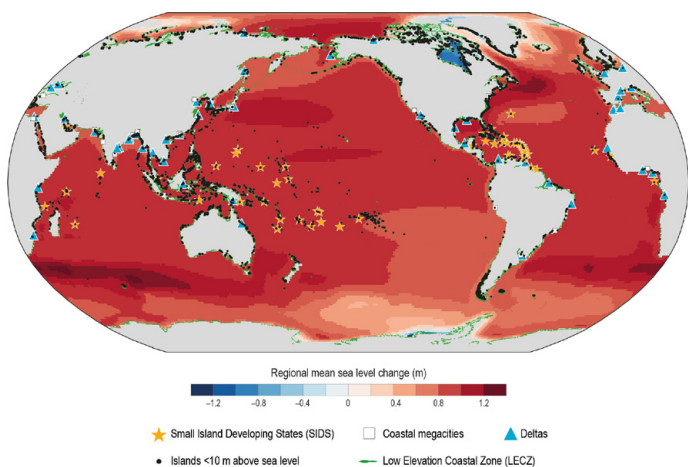 Regional mean sea level change (m)
−1.2 −0.8 −0.4 0 0.4 0.8 1.2
Small Island Developing States (SIDS) Coastal megacities Deltas
Islands <10 m above sea level Low Elevation Coastal Zone (LECZ)